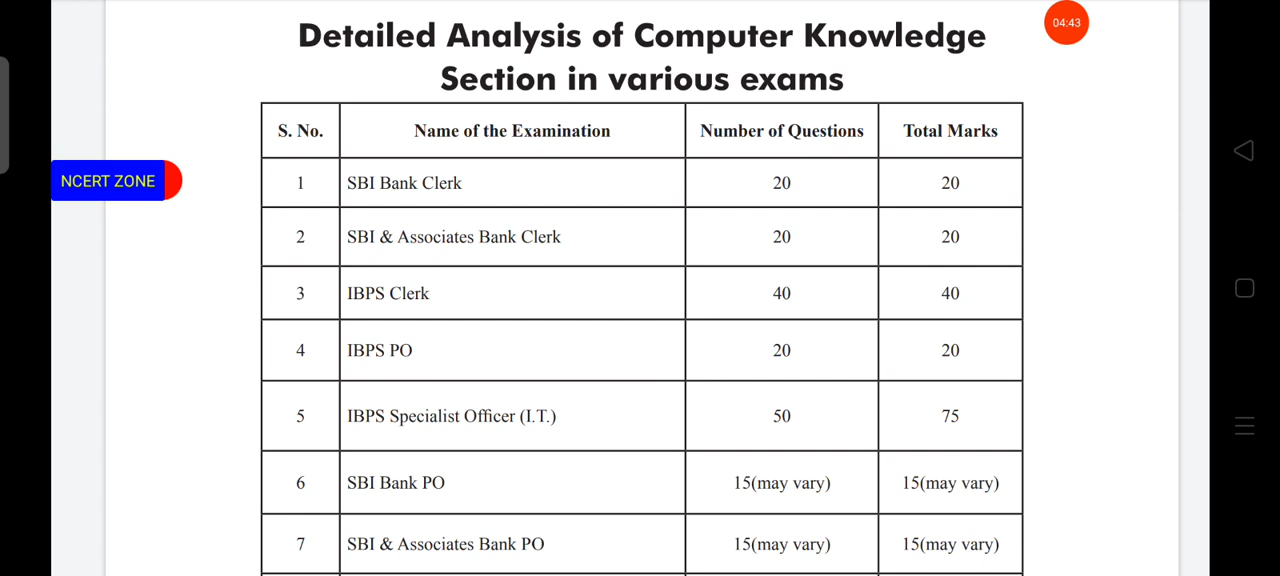 Detailed Analysis of Computer Knowledge
Section in various exams
04:43
NCERT ZONE
S. No. Name of the Examination Number of Questions Total Marks
1 SBI Bank Clerk 20 20
2 SBI & Associates Bank Clerk 20 20
3 IBPS Clerk 40 40
4 IBPS PO 20 20
5 IBPS Specialist Officer (I.T.) 50 75
6 SBI Bank PO 15(may vary) 15(may vary)
7 SBI & Associates Bank PO 15(may vary) 15(may vary)